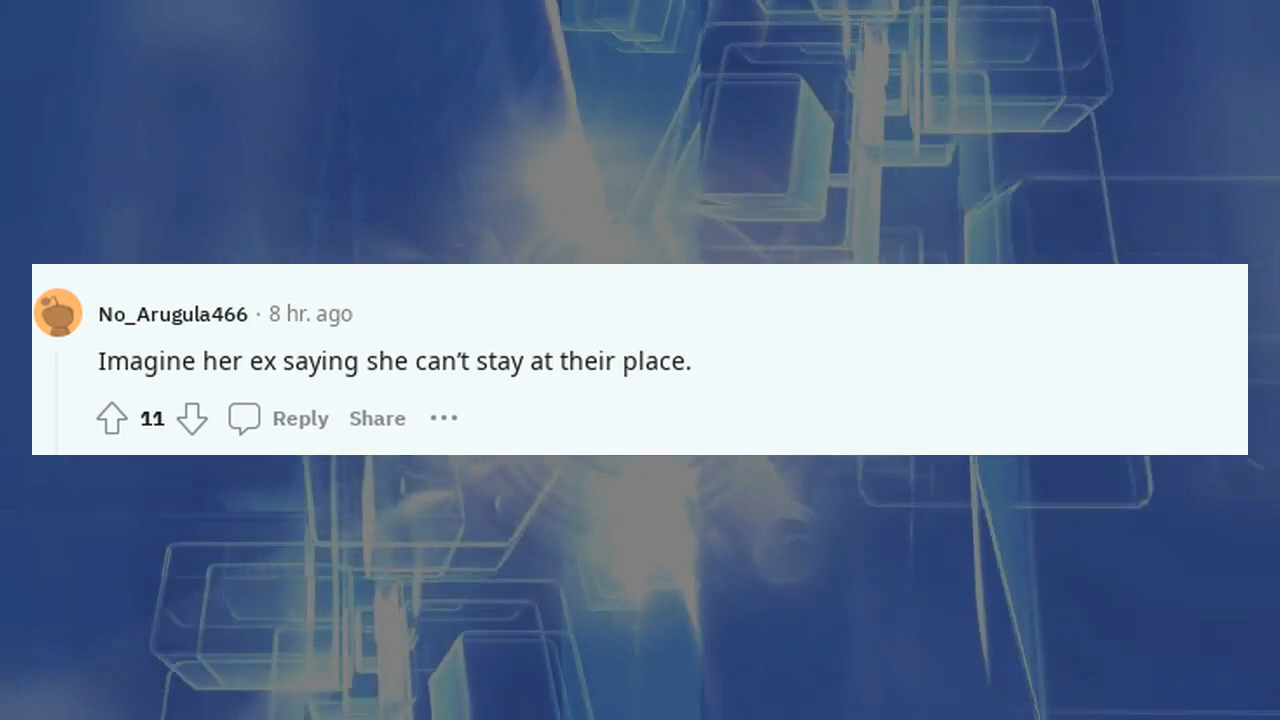 No_Arugula466 · 8 hr. ago
Imagine her ex saying she can’t stay at their place.
11 Reply Share ···